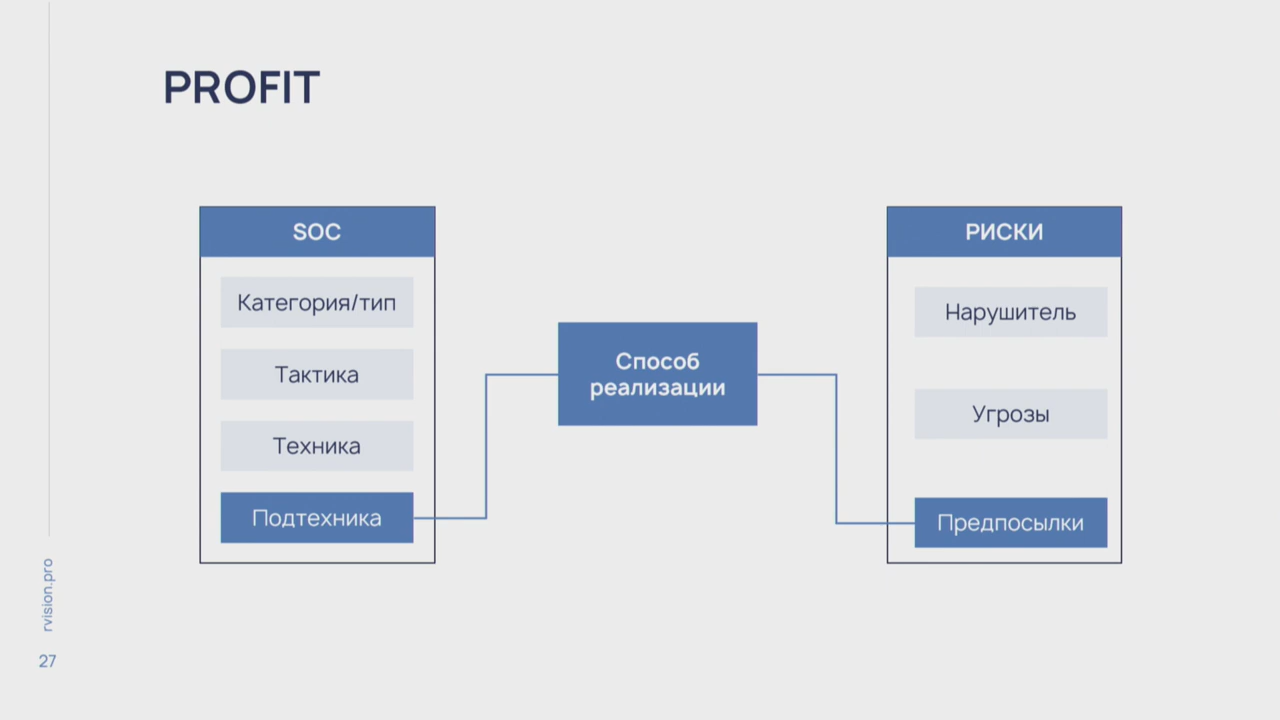 PROFIT
SOC
Категория/тип
Тактика
Техника
Подтехника
Способ
реализации
РИСКИ
Нарушитель
Угрозы
Предпосылки
rvision.pro
27